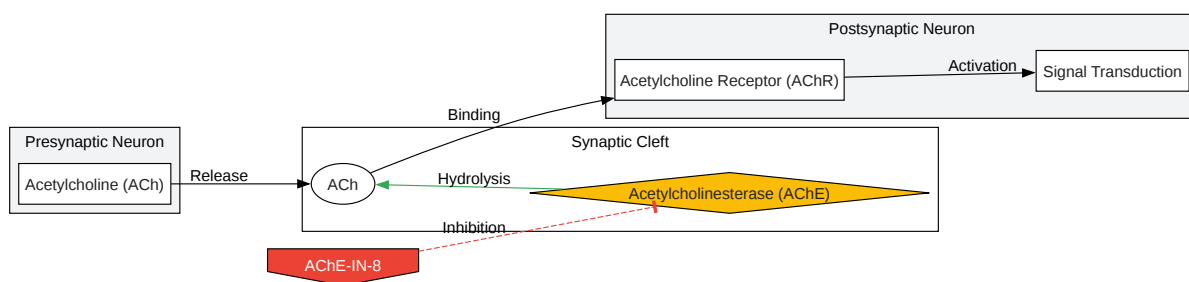 Postsynaptic Neuron
Acetylcholine Receptor (AChR)
Activation
Signal Transduction
Binding
Presynaptic Neuron
Acetylcholine (ACh)
Release
Synaptic Cleft
ACh
Hydrolysis
Acetylcholinesterase (AChE)
Inhibition
AChE-IN-8